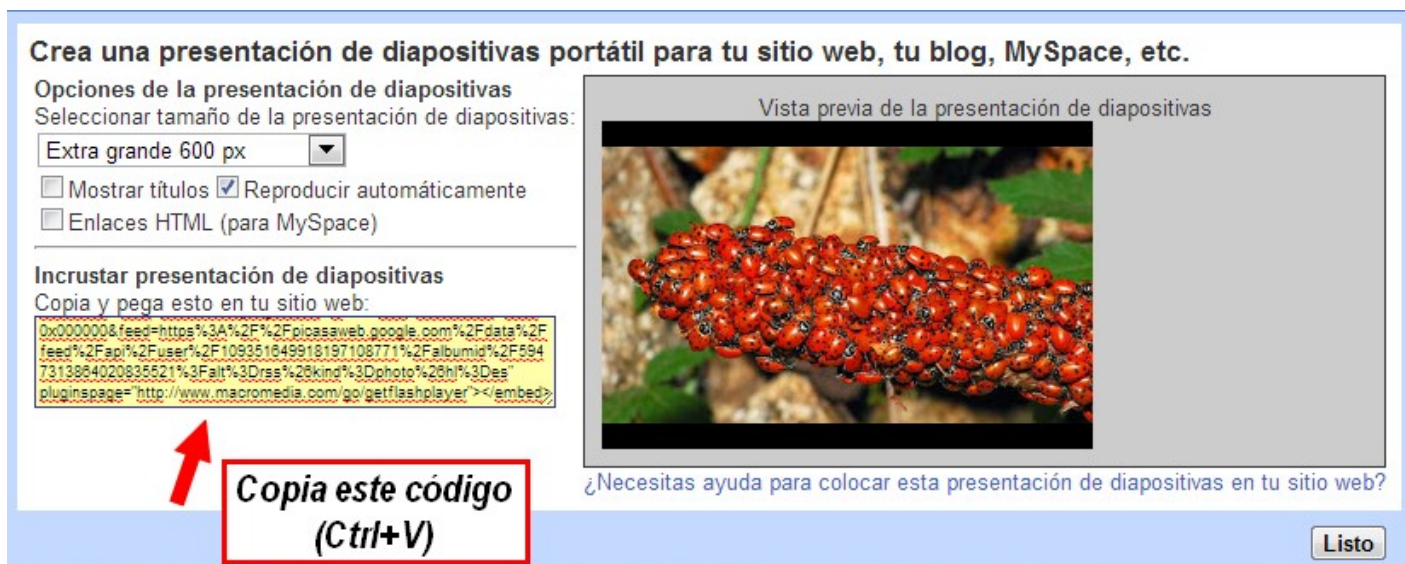 Crea una presentación de diapositivas portátil para tu sitio web, tu blog, MySpace, etc.
Opciones de la presentación de diapositivas
Seleccionar tamaño de la presentación de diapositivas:
Extra grande 600 px
Mostrar títulos Reproducir automáticamente
Enlaces HTML (para MySpace)
Incrustar presentación de diapositivas
Copia y pega esto en tu sitio web:
0x000000&feed=https%3A%2F%2Fpicasaweb.google.com%2Fdata%2F
feed%2Fapi%2Fuser%2F109351649918197108771%2Falbumid%2F594
7313864020835521%3Falt%3Drss%26kind%3Dphoto%26hl%3Des"
pluginspage="http://www.macromedia.com/go/getflashplayer"></embed>
Copia este código
(Ctrl+V)
Vista previa de la presentación de diapositivas
¿Necesitas ayuda para colocar esta presentación de diapositivas en tu sitio web?
Listo